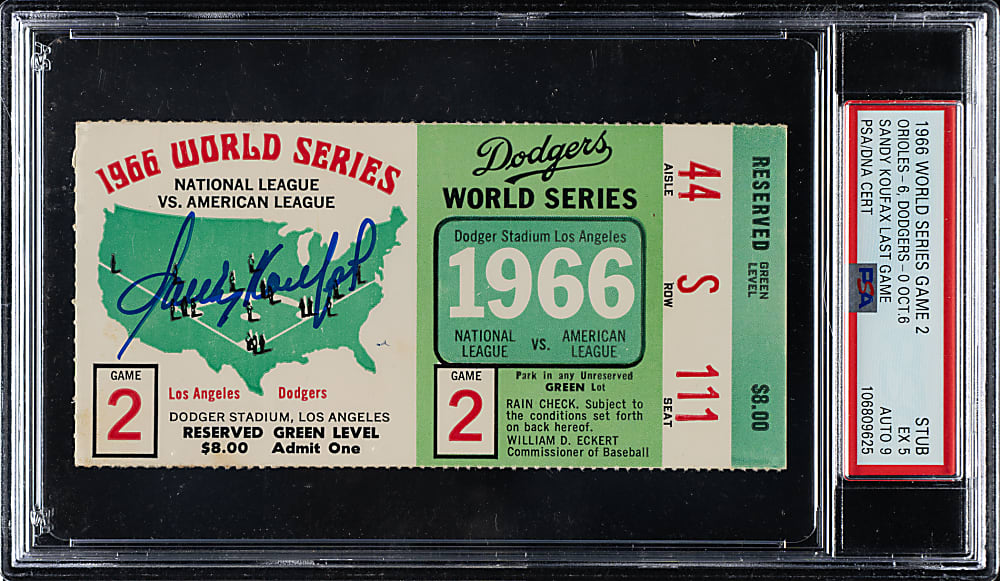 1966 WORLD SERIES
NATIONAL LEAGUE
VS. AMERICAN LEAGUE
Sandy Koufax
GAME
2
Los Angeles Dodgers
DODGER STADIUM, LOS ANGELES
RESERVED GREEN LEVEL
$8.00 Admit One
Dodgers
WORLD SERIES
Dodger Stadium Los Angeles
1966
NATIONAL LEAGUE VS. AMERICAN LEAGUE
GAME
2
Park in any Unreserved
GREEN Lot
RAIN CHECK. Subject to
the conditions set forth
on back hereof.
WILLIAM D. ECKERT
Commissioner of Baseball
44 S 111
AISLE ROW SEAT
RESERVED GREEN LEVEL $8.00
1966 WORLD SERIES GAME 2 STUB
ORIOLES - 6, DODGERS - 0 OCT.6 EX 5
SANDY KOUFAX LAST GAME AUTO 9
PSA/DNA CERT 106809625
PSA